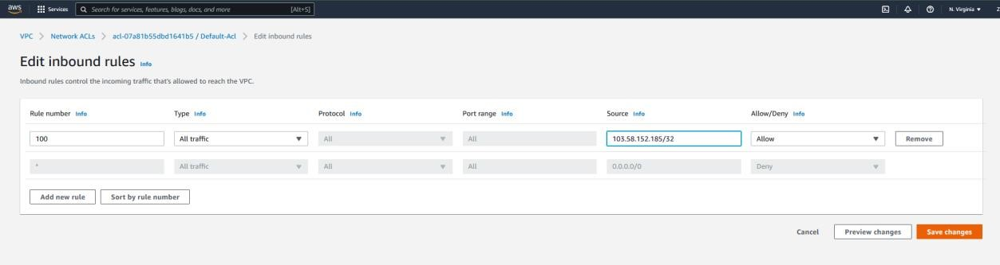 aws Services Search for services, features, blogs, docs, and more [Alt+S] N. Virginia Z
VPC > Network ACLs > acl-07a81b55dbd1641b5 / Default-Acl > Edit inbound rules
Edit inbound rules Info
Inbound rules control the incoming traffic that's allowed to reach the VPC.
Rule number Info Type Info Protocol Info Port range Info Source Info Allow/Deny Info
100 All traffic All All 103.58.152.185/32 Allow Remove
* All traffic All All 0.0.0.0/0 Deny
Add new rule Sort by rule number
Cancel Preview changes Save changes